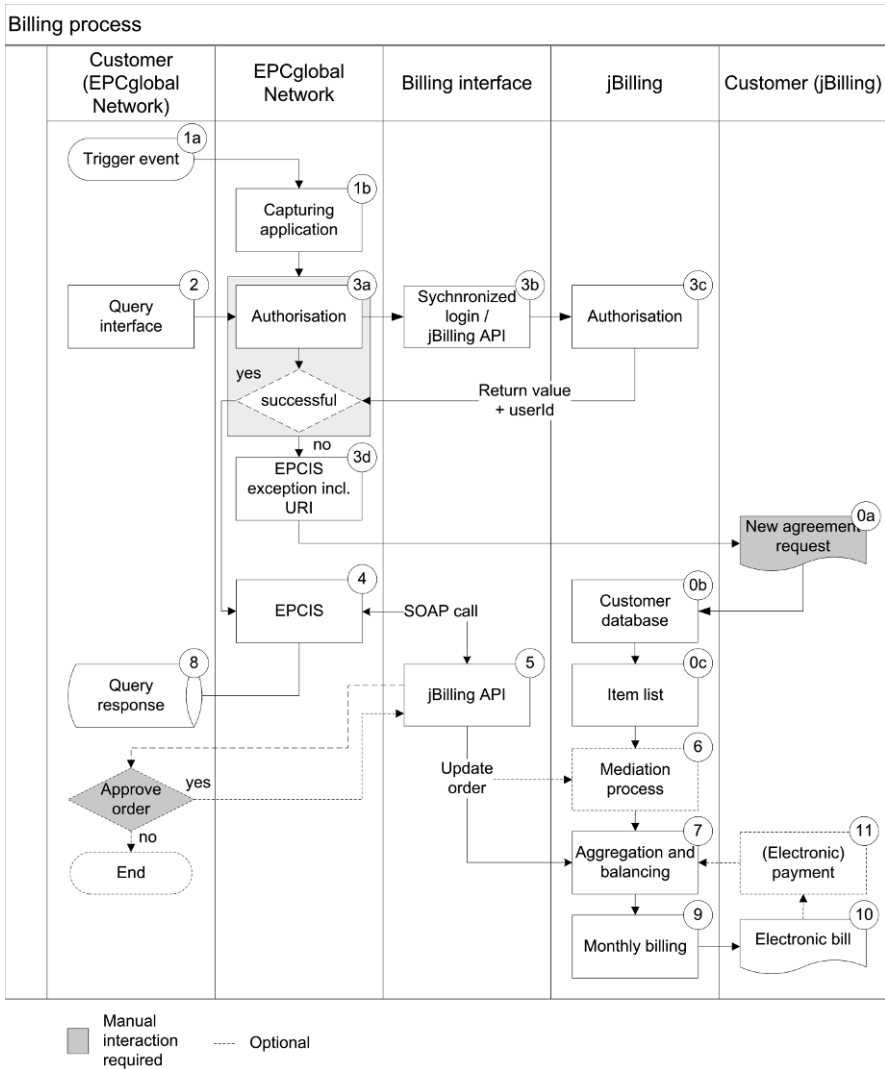 Billing process
Customer
(EPCglobal
Network)
EPCglobal
Network
Billing interface
jBilling
Customer (jBilling)
1a
Trigger event
1b
Capturing
application
2
Query
interface
3a
Authorisation
3b
Sychnronized
login /
jBilling API
3c
Authorisation
yes
successful
Return value
+ userId
no
3d
EPCIS
exception incl.
URI
0a
New agreement
request
4
EPCIS
SOAP call
0b
Customer
database
8
Query
response
5
jBilling API
0c
Item list
Approve
order
yes
no
End
Update
order
6
Mediation
process
7
Aggregation and
balancing
11
(Electronic)
payment
9
Monthly billing
10
Electronic bill
Manual
interaction
required
Optional